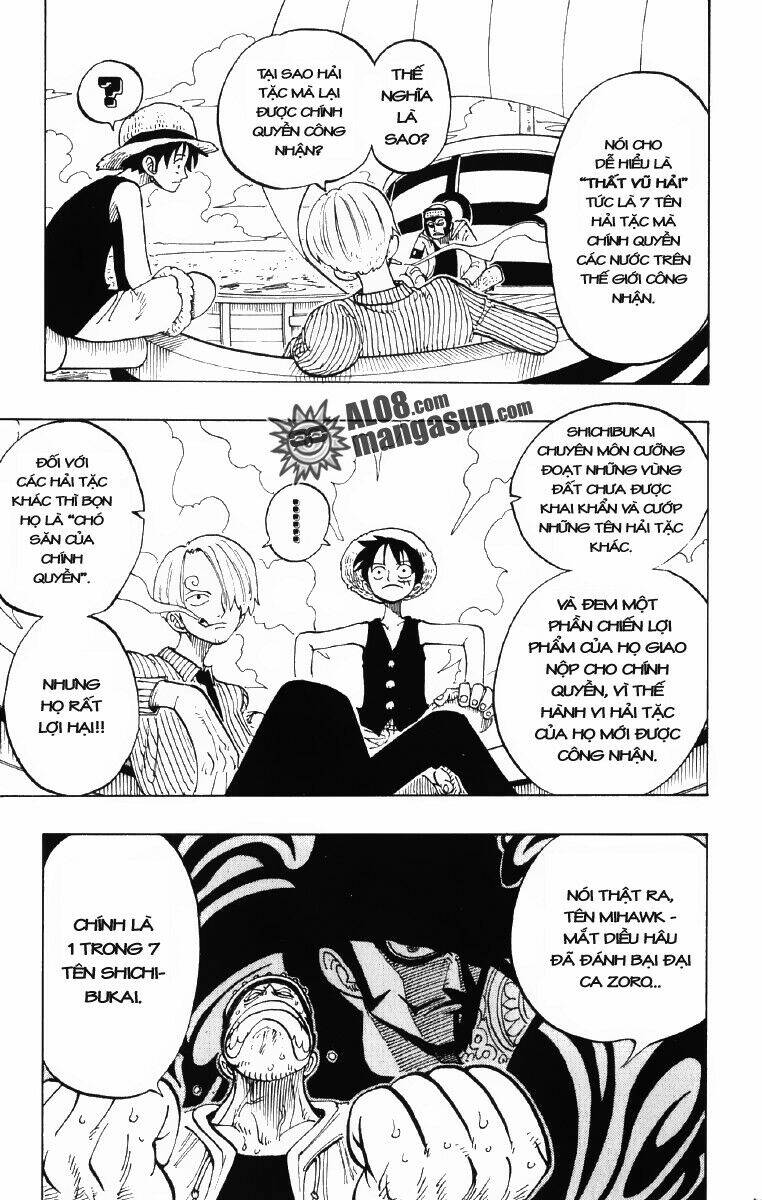 NÓI CHO
DỄ HIỂU LÀ
"THẤT VŨ HẢI"
TỨC LÀ 7 TÊN
HẢI TẶC MÀ
CHÍNH QUYỀN
CÁC NƯỚC TRÊN
THẾ GIỚI CÔNG
NHẬN.
THẾ
NGHĨA
LÀ
SAO?
TẠI SAO HẢI
TẶC MÀ LẠI
ĐƯỢC CHÍNH
QUYỀN CÔNG
NHẬN?
?
AL08.com
mangasun.com
SHICHIBUKAI
CHUYÊN MÔN CƯỠNG
ĐOẠT NHỮNG VÙNG
ĐẤT CHƯA ĐƯỢC
KHAI KHẨN VÀ CƯỚP
NHỮNG TÊN HẢI TẶC
KHÁC.
VÀ ĐEM MỘT
PHẦN CHIẾN LỢI
PHẨM CỦA HỌ GIAO
NỘP CHO CHÍNH
QUYỀN, VÌ THẾ
HÀNH VI HẢI TẶC
CỦA HỌ MỚI ĐƯỢC
CÔNG NHẬN.
......
ĐỐI VỚI
CÁC HẢI TẶC
KHÁC THÌ BỌN
HỌ LÀ "CHÓ
SĂN CỦA
CHÍNH
QUYỀN".
NHƯNG
HỌ RẤT
LỢI HẠI!!
NÓI THẬT RA,
TÊN MIHAWK -
MẮT DIỀU HÂU
ĐÃ ĐÁNH BẠI ĐẠI
CA ZORO...
CHÍNH LÀ
1 TRONG 7
TÊN SHICHI-
BUKAI.